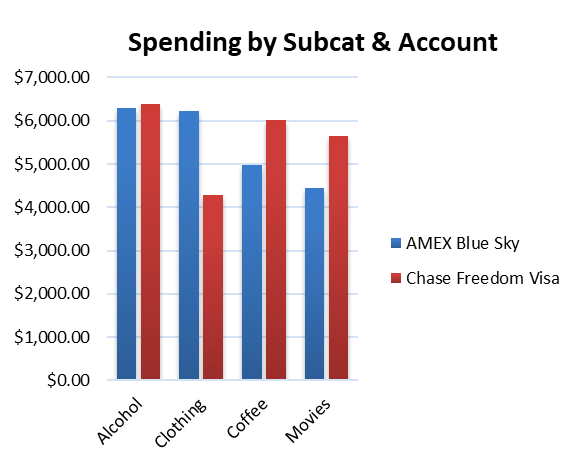 Spending by Subcat & Account
$7,000.00
$6,000.00
$5,000.00
$4,000.00
$3,000.00
$2,000.00
$1,000.00
$0.00
Alcohol
Clothing
Coffee
Movies
AMEX Blue Sky
Chase Freedom Visa